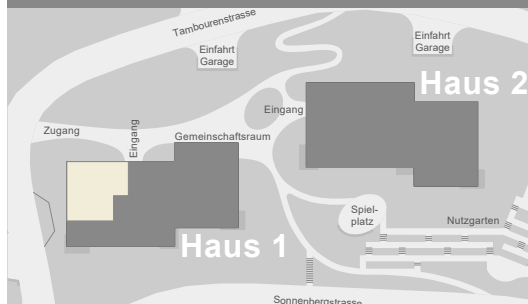 Tambourenstrasse
Einfahrt
Garage
Einfahrt
Garage
Haus 2
Eingang
Zugang
Eingang
Gemeinschaftsraum
Spiel-
platz
Nutzgarten
Haus 1
Sonnenbergstrasse